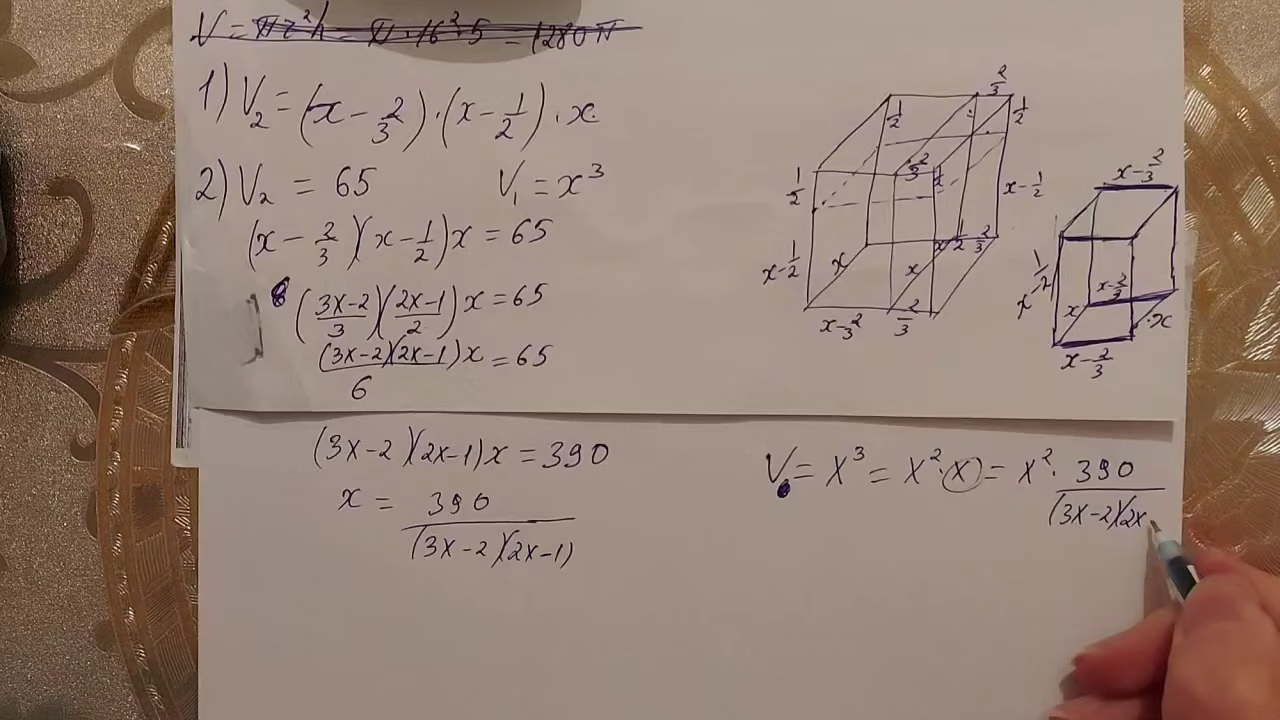 V = πr²h = π·16²·5 = 1280π
1) V₂ = (x - 2/3)·(x - 1/2)·x
2) V₂ = 65 V₁ = x³
(x - 2/3)(x - 1/2)x = 65
((3x-2)/3)((2x-1)/2)x = 65
(3x-2)(2x-1)/6 x = 65
(3x-2)(2x-1)x = 390
x = 390/((3x-2)(2x-1))
V = x³ = x²·x = x²·390/((3x-2)(2x
2/3
1/2
1/2
1/2
x-1/2
x-1/2
x
x
1/2
2/3
x-2/3
2/3
x-2/3
x-2/3
x
x
x-2/3